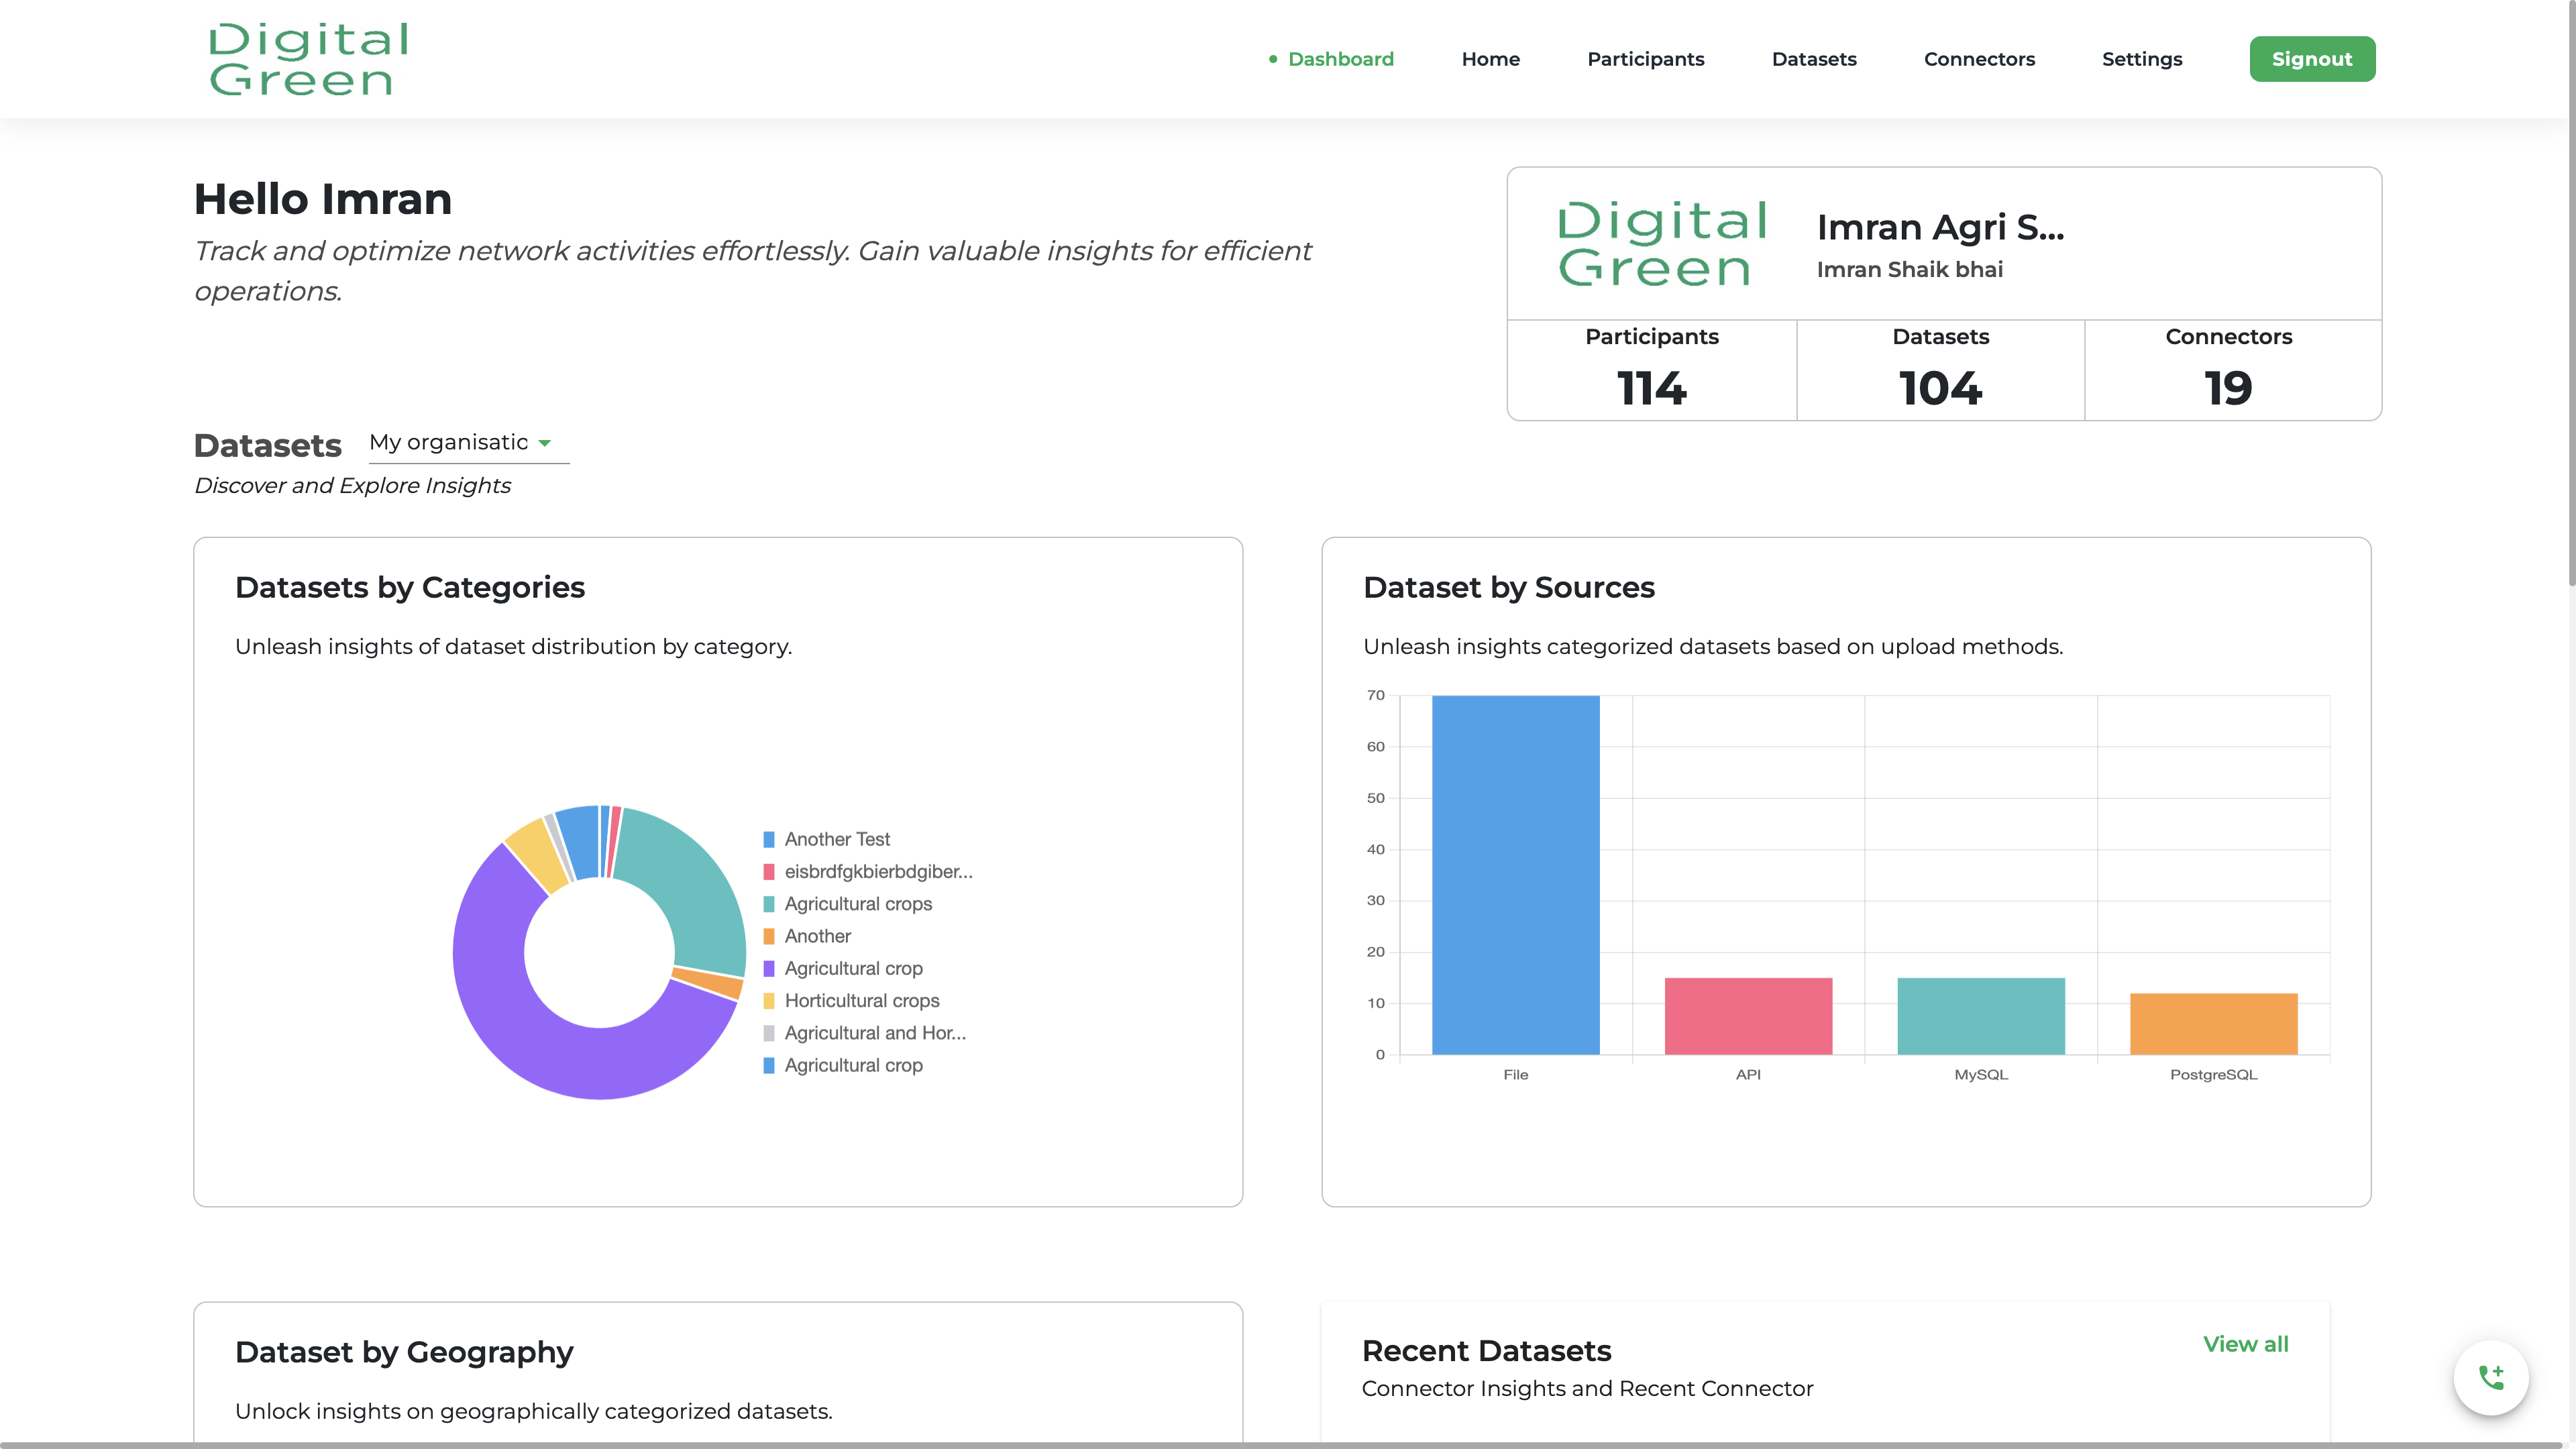 Digital
Green
Dashboard
Home
Participants
Datasets
Connectors
Settings
Signout
Hello Imran
Track and optimize network activities effortlessly. Gain valuable insights for efficient
operations.
Digital
Green
Imran Agri S...
Imran Shaik bhai
Participants
114
Datasets
104
Connectors
19
Datasets
My organisatic
Discover and Explore Insights
Datasets by Categories
Unleash insights of dataset distribution by category.
Another Test
eisbrdfgkbierbdgiber...
Agricultural crops
Another
Agricultural crop
Horticultural crops
Agricultural and Hor...
Agricultural crop
Dataset by Sources
Unleash insights categorized datasets based on upload methods.
70
60
50
40
30
20
10
0
File
API
MySQL
PostgreSQL
Dataset by Geography
Unlock insights on geographically categorized datasets.
Recent Datasets
View all
Connector Insights and Recent Connector